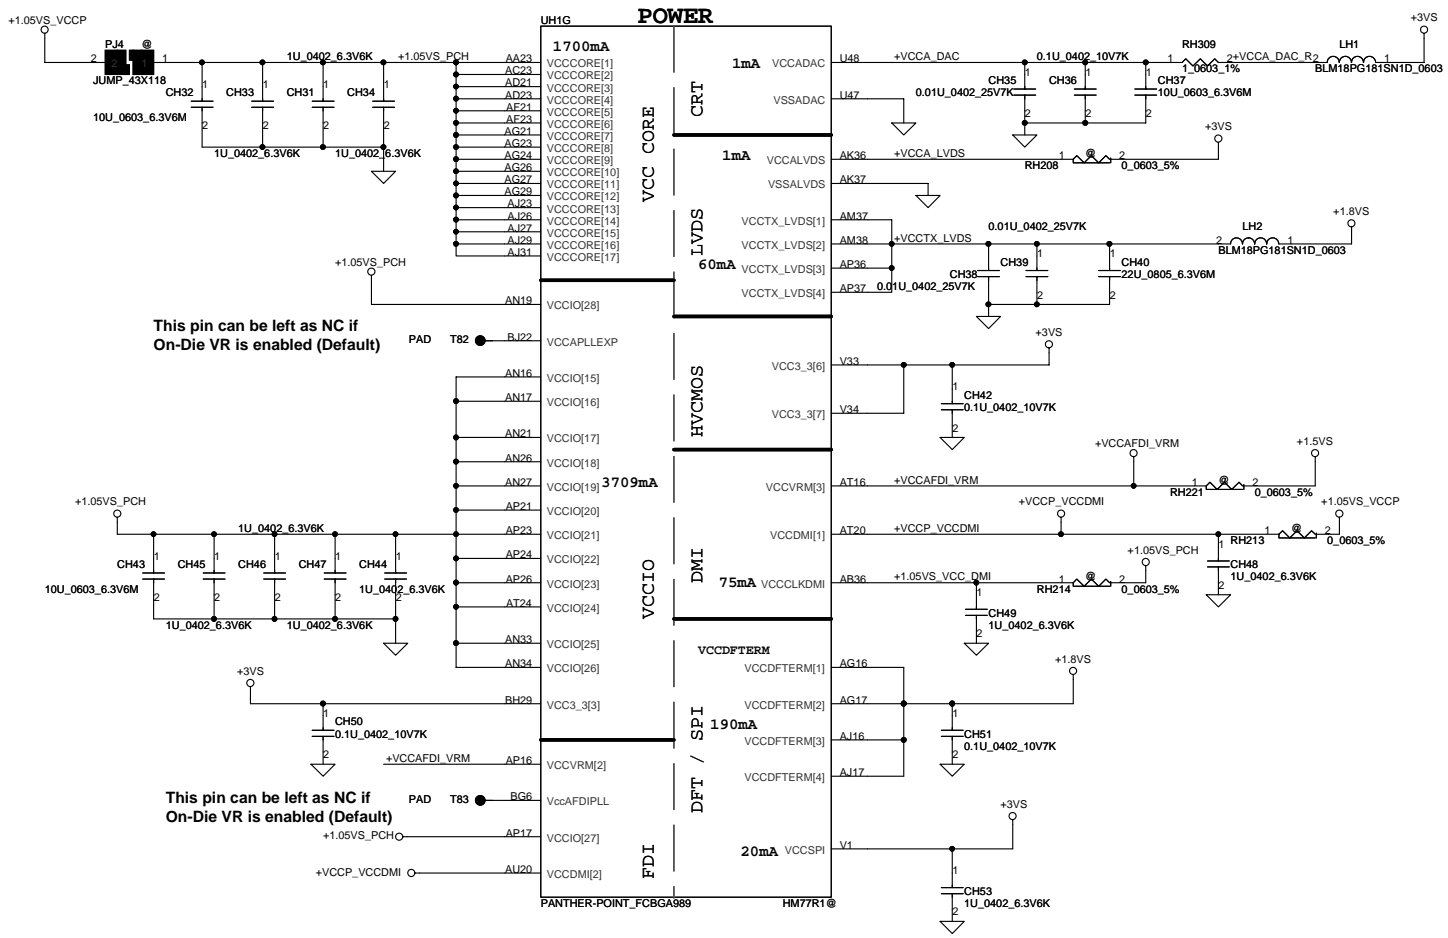 POWER
UH1G
+1.05VS_VCCP
PJ4 @
2 2 1 1
JUMP_43X118
1U_0402_6.3V6K
+1.05VS_PCH
CH32
CH33
CH31
CH34
10U_0603_6.3V6M
1U_0402_6.3V6K
1U_0402_6.3V6K
1700mA
AA23 VCCCORE[1]
AC23 VCCCORE[2]
AD21 VCCCORE[3]
AD23 VCCCORE[4]
AF21 VCCCORE[5]
AF23 VCCCORE[6]
AG21 VCCCORE[7]
AG23 VCCCORE[8]
AG24 VCCCORE[9]
AG26 VCCCORE[10]
AG27 VCCCORE[11]
AG29 VCCCORE[12]
AJ23 VCCCORE[13]
AJ26 VCCCORE[14]
AJ27 VCCCORE[15]
AJ29 VCCCORE[16]
AJ31 VCCCORE[17]
VCC CORE
+1.05VS_PCH
AN19 VCCIO[28]
This pin can be left as NC if
On-Die VR is enabled (Default)
PAD T82 BJ22 VCCAPLLEXP
AN16 VCCIO[15]
AN17 VCCIO[16]
AN21 VCCIO[17]
AN26 VCCIO[18]
AN27 VCCIO[19] 3709mA
AP21 VCCIO[20]
AP23 VCCIO[21]
AP24 VCCIO[22]
AP26 VCCIO[23]
AT24 VCCIO[24]
AN33 VCCIO[25]
AN34 VCCIO[26]
VCCIO
+1.05VS_PCH
1U_0402_6.3V6K
CH43
CH45
CH46
CH47
CH44
10U_0603_6.3V6M
1U_0402_6.3V6K
1U_0402_6.3V6K
1U_0402_6.3V6K
+3VS
BH29 VCC3_3[3]
CH50
0.1U_0402_10V7K
+VCCAFDI_VRM AP16 VCCVRM[2]
This pin can be left as NC if
On-Die VR is enabled (Default)
PAD T83 BG6 VccAFDIPLL
+1.05VS_PCH AP17 VCCIO[27]
+VCCP_VCCDMI AU20 VCCDMI[2]
FDI
PANTHER-POINT_FCBGA989
HM77R1@
CRT
1mA VCCADAC U48 +VCCA_DAC
VSSADAC U47
0.1U_0402_10V7K
CH35
0.01U_0402_25V7K
CH36
CH37
10U_0603_6.3V6M
RH309
1 1_0603_1% 2
+VCCA_DAC_R
LH1
2 1
BLM18PG181SN1D_0603
+3VS
LVDS
1mA VCCALVDS AK36 +VCCA_LVDS
RH208 1 @ 2 0_0603_5%
+3VS
VSSALVDS AK37
VCCTX_LVDS[1] AM37
VCCTX_LVDS[2] AM38 +VCCTX_LVDS
60mA VCCTX_LVDS[3] AP36
VCCTX_LVDS[4] AP37
0.01U_0402_25V7K
CH38
0.01U_0402_25V7K
CH39
CH40
22U_0805_6.3V6M
LH2
2 1
BLM18PG181SN1D_0603
+1.8VS
HVCMOS
VCC3_3[6] V33
VCC3_3[7] V34
+3VS
CH42
0.1U_0402_10V7K
DMI
VCCVRM[3] AT16 +VCCAFDI_VRM
+VCCAFDI_VRM
RH221 1 @ 2 0_0603_5%
+1.5VS
VCCDMI[1] AT20 +VCCP_VCCDMI
+VCCP_VCCDMI
RH213 1 @ 2 0_0603_5%
+1.05VS_VCCP
CH48
1U_0402_6.3V6K
75mA VCCCLKDMI AB36 +1.05VS_VCC_DMI
RH214 1 @ 2 0_0603_5%
+1.05VS_PCH
CH49
1U_0402_6.3V6K
DFT / SPI
VCCDFTERM
VCCDFTERM[1] AG16
VCCDFTERM[2] AG17
190mA
VCCDFTERM[3] AJ16
VCCDFTERM[4] AJ17
+1.8VS
CH51
0.1U_0402_10V7K
20mA VCCSPI V1
+3VS
CH53
1U_0402_6.3V6K